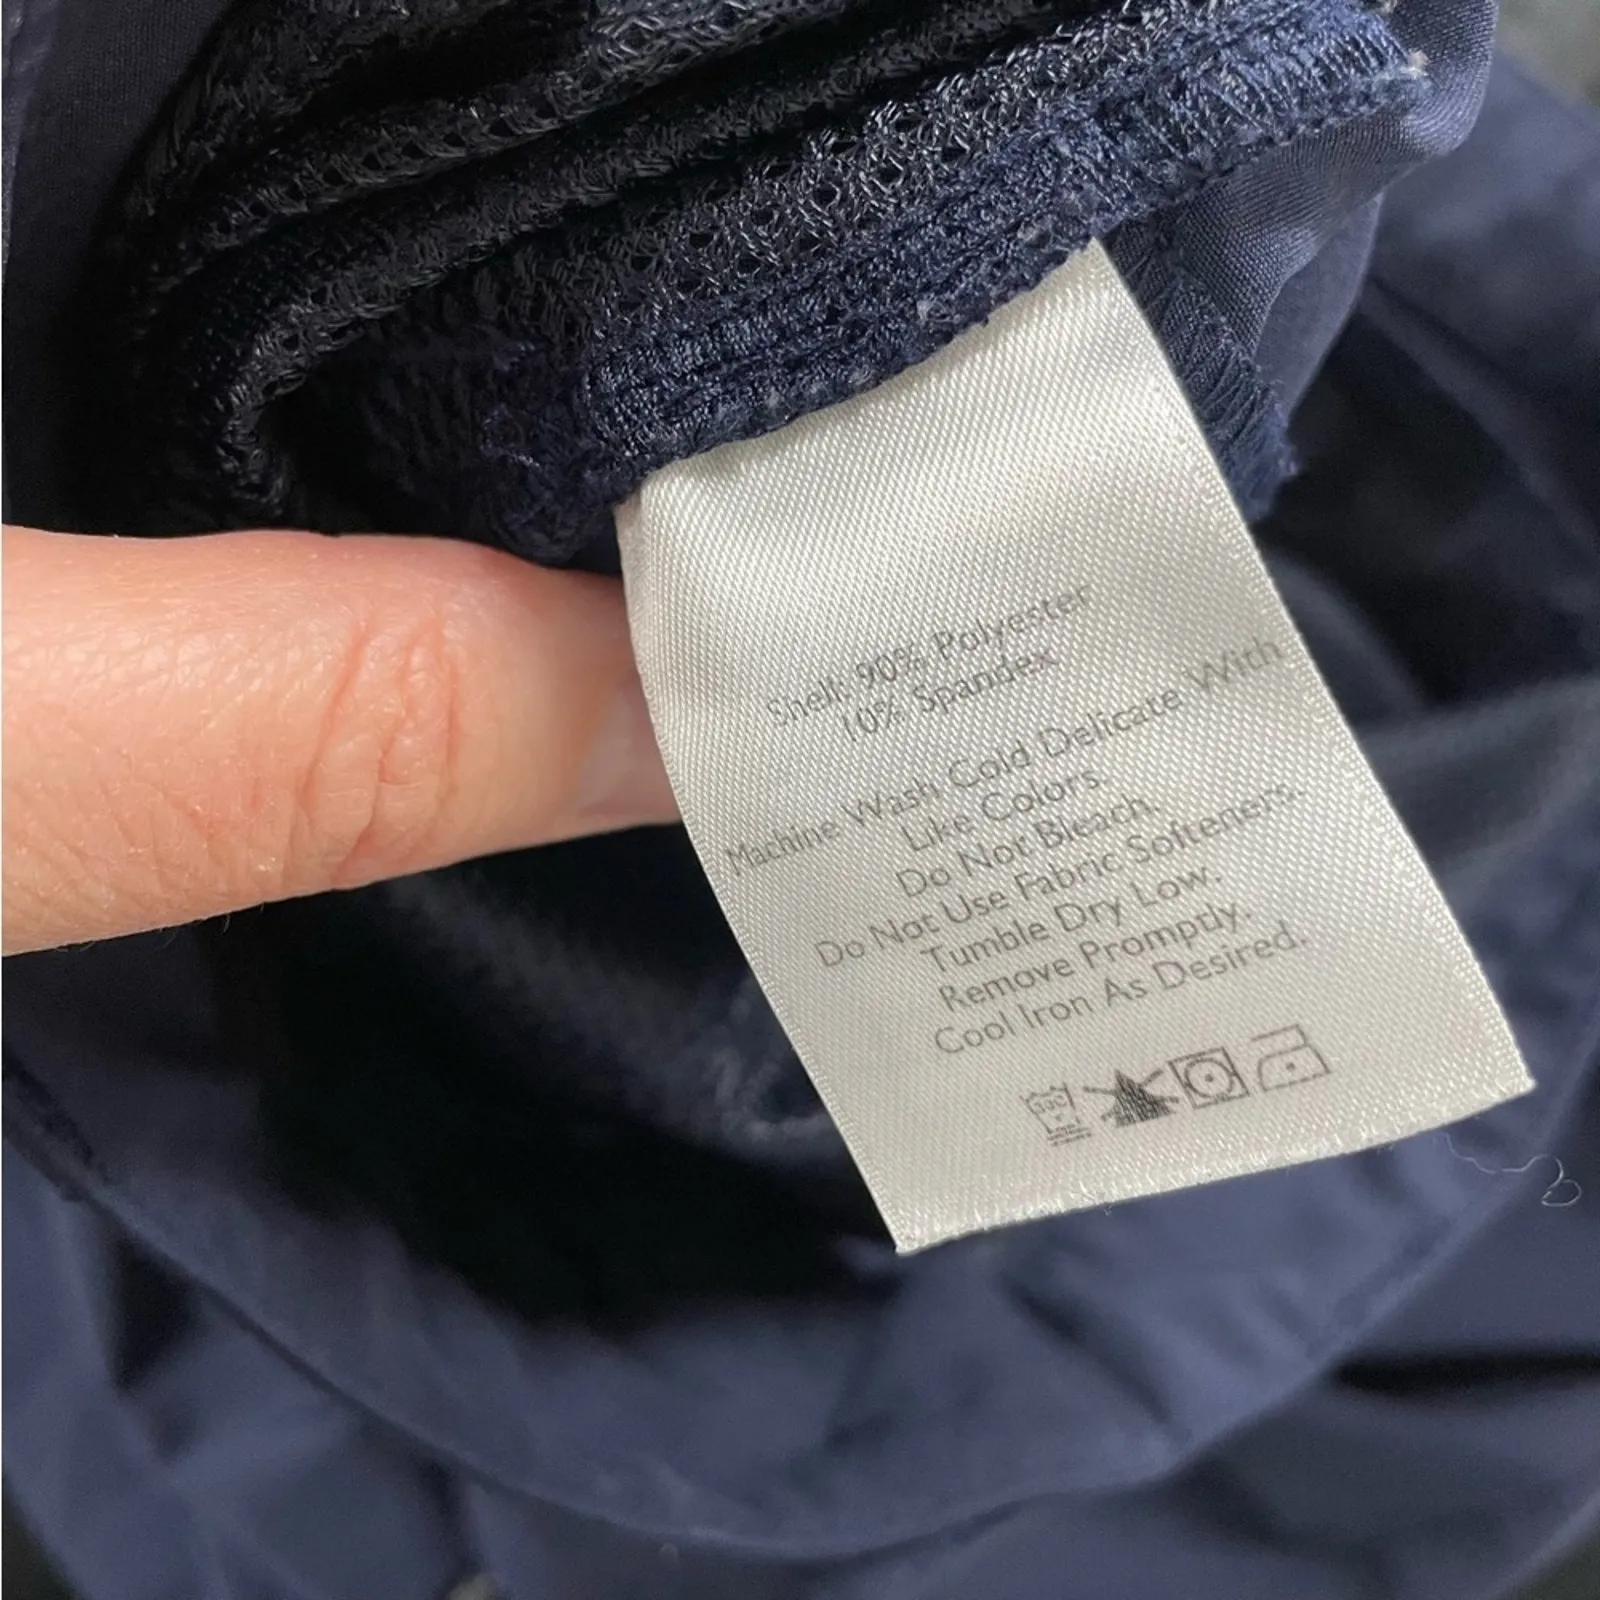 Shell: 90% Polyester
10% Spandex
Machine Wash Cold Delicate With
Like Colors.
Do Not Bleach.
Do Not Use Fabric Softeners.
Tumble Dry Low.
Remove Promptly.
Cool Iron As Desired.
30C